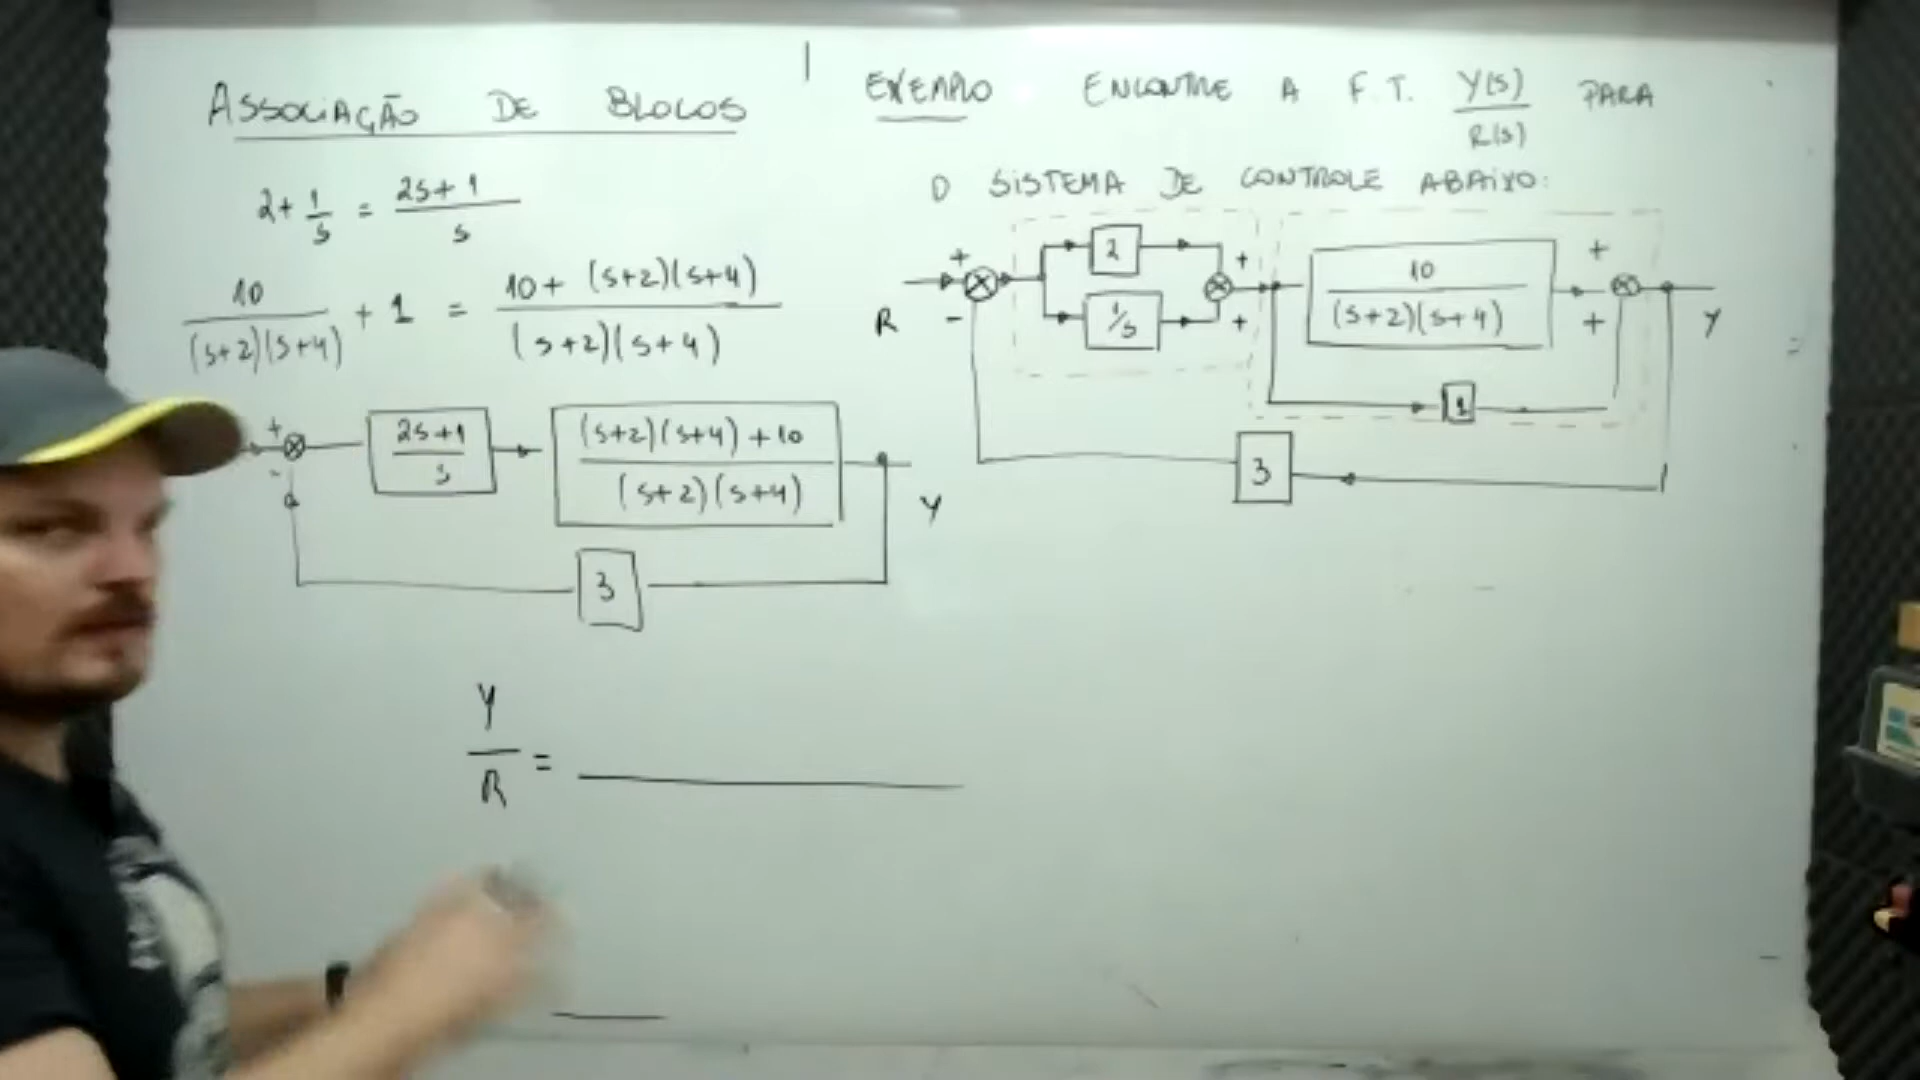 ASSOCIAÇÃO DE BLOCOS
2 + 1/s = (2s+1)/s
10/((s+2)(s+4)) + 1 = (10 + (s+2)(s+4))/((s+2)(s+4))
+
-
(2s+1)/s
((s+2)(s+4) + 10)/((s+2)(s+4))
Y
3
Y/R =
EXEMPLO ENCONTRE A F.T. Y(s)/R(s) PARA
O SISTEMA DE CONTROLE ABAIXO:
R
+
-
2
1/s
+
+
10/((s+2)(s+4))
+
+
Y
1
3